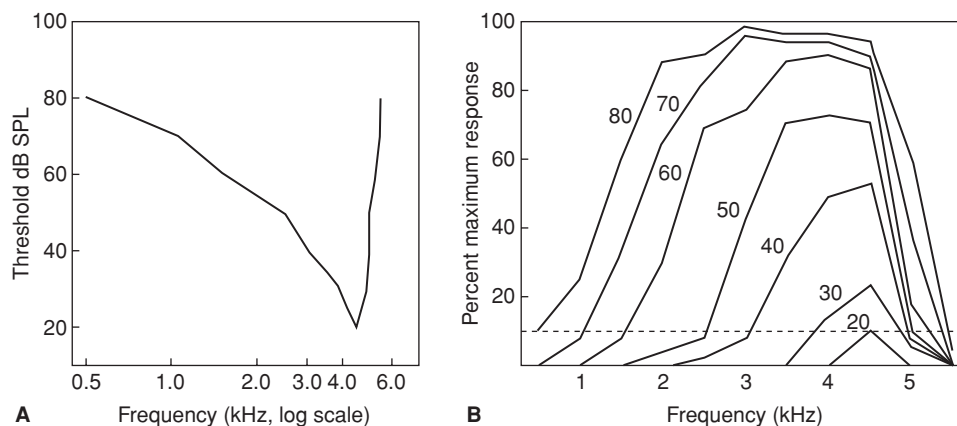 100
80
60
40
20
Threshold dB SPL
0.5 1.0 2.0 3.0 4.0 6.0
A Frequency (kHz, log scale)
100
80
60
40
20
Percent maximum response
80
70
60
50
40
30
20
1 2 3 4 5
B Frequency (kHz)